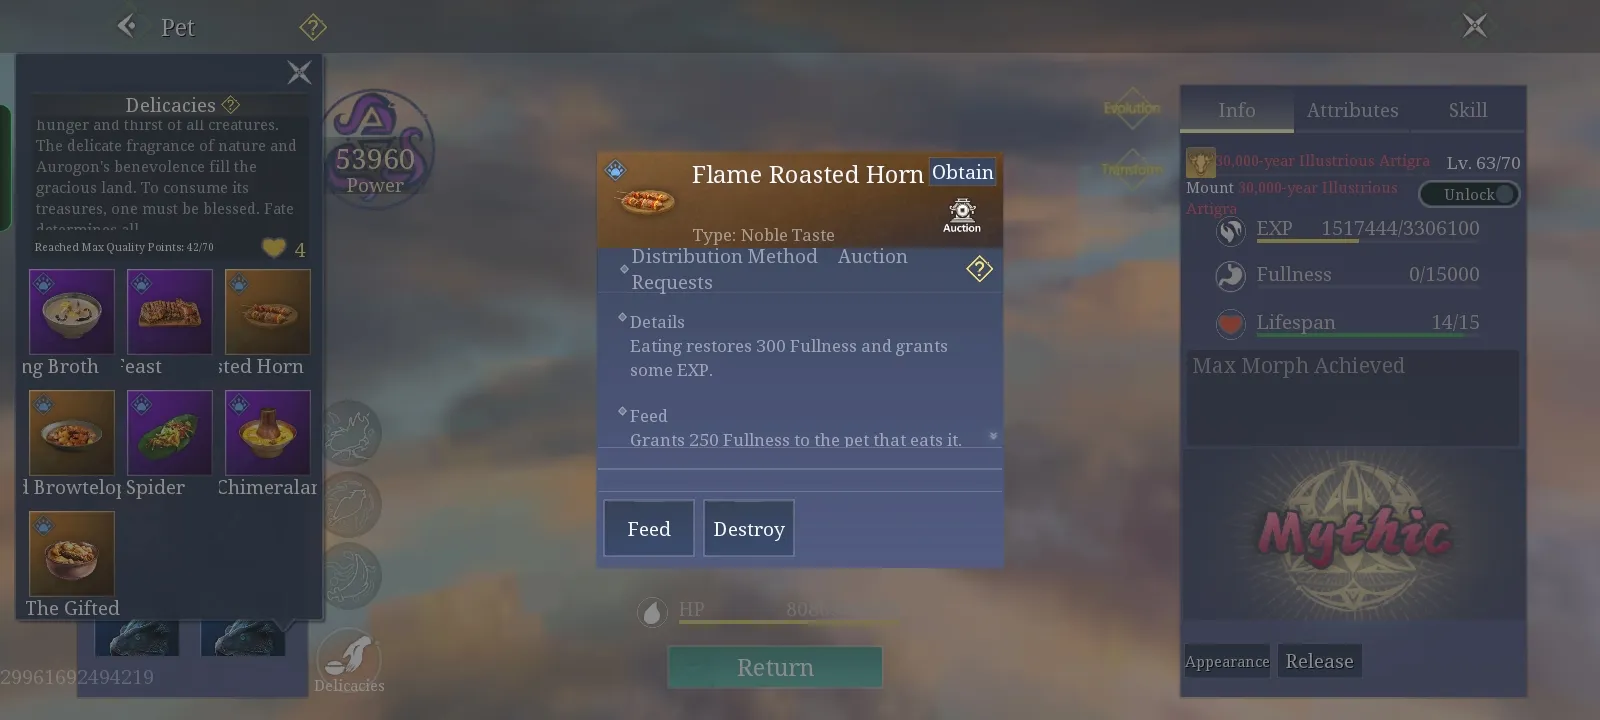 Pet
Delicacies
hunger and thirst of all creatures.
The delicate fragrance of nature and
Aurogon's benevolence fill the
gracious land. To consume its
treasures, one must be blessed. Fate
determines all
Reached Max Quality Points: 42/70
4
ng Broth
Feast
sted Horn
d Browtelop
Spider
Chimeralan
The Gifted
29961692494219
Delicacies
53960
Power
Flame Roasted Horn
Obtain
Auction
Type: Noble Taste
Distribution Method Auction
Requests
Details
Eating restores 300 Fullness and grants
some EXP.
Feed
Grants 250 Fullness to the pet that eats it.
Feed
Destroy
HP
Return
Evolution
Transform
Info
Attributes
Skill
30,000-year Illustrious Artigra
Lv. 63/70
Mount 30,000-year Illustrious
Artigra
Unlock
EXP 1517444/3306100
Fullness 0/15000
Lifespan 14/15
Max Morph Achieved
Mythic
Appearance
Release